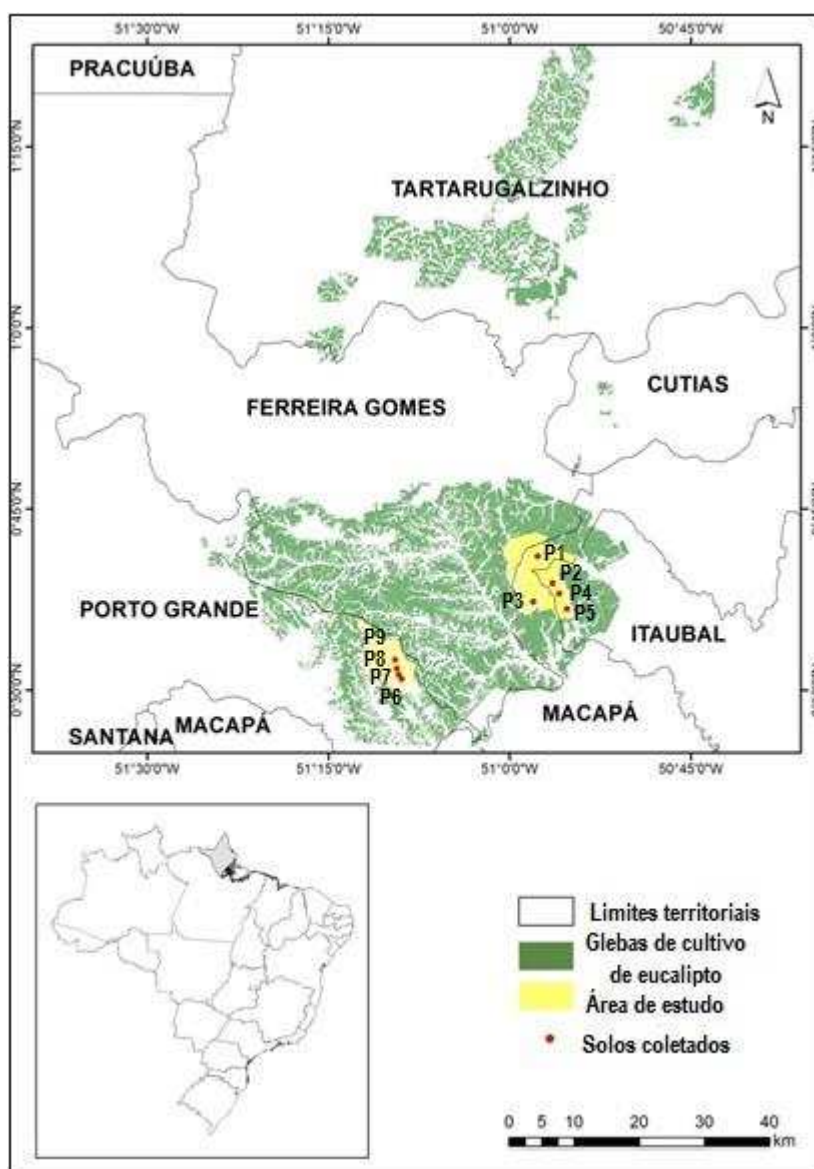 51°30'0"W 51°15'0"W 51°0'0"W 50°45'0"W
PRACUÚBA
N
1°15'0"N
TARTARUGALZINHO
1°0'0"N
CUTIAS
FERREIRA GOMES
0°45'0"N
P1
P2
P4
P3
P5
PORTO GRANDE
ITAUBAL
P9
P8
P7
P6
0°30'0"N
MACAPÁ
MACAPÁ
SANTANA
51°30'0"W 51°15'0"W 51°0'0"W 50°45'0"W
Limites territoriais
Glebas de cultivo
de eucalipto
Área de estudo
Solos coletados
0 5 10 20 30 40
km